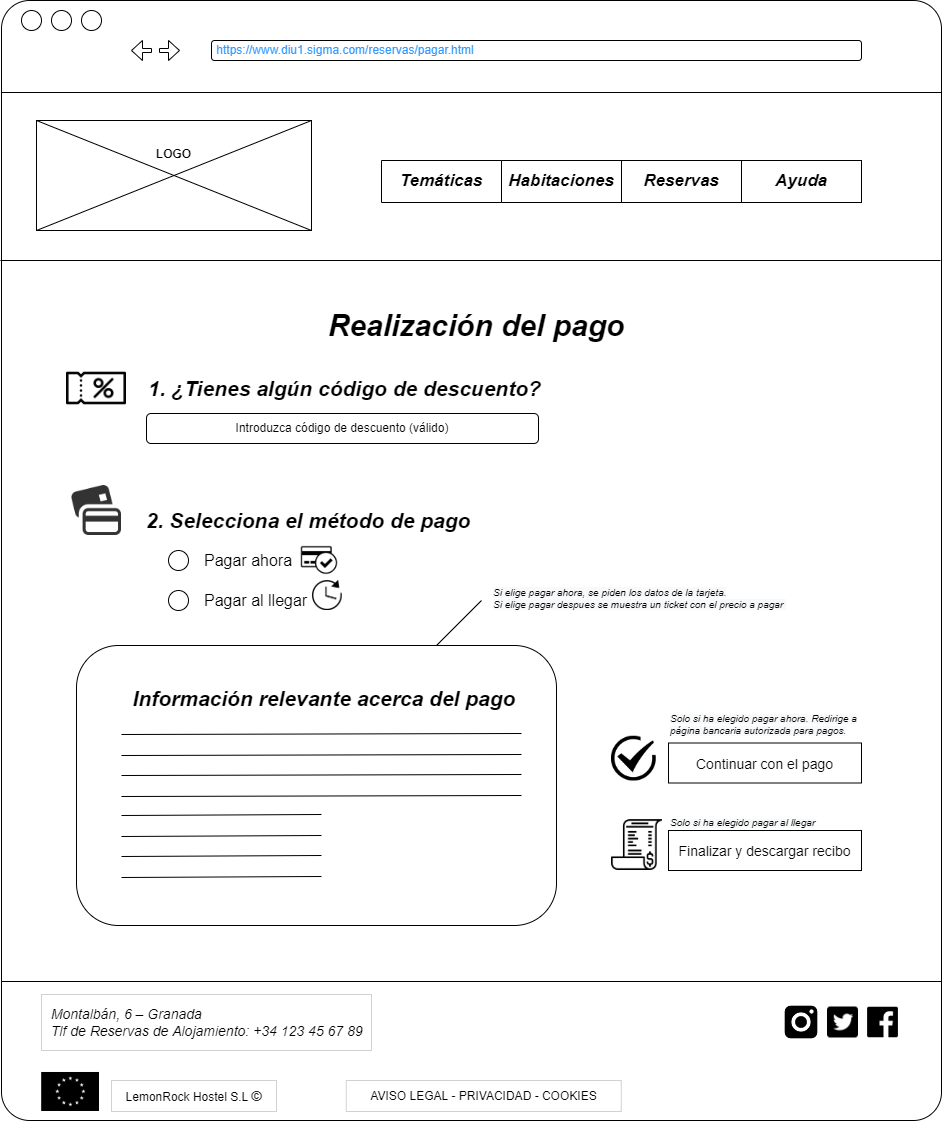 https://www.diu1.sigma.com/reservas/pagar.html
LOGO
Temáticas
Habitaciones
Reservas
Ayuda
Realización del pago
%
1. ¿Tienes algún código de descuento?
Introduzca código de descuento (válido)
2. Selecciona el método de pago
Pagar ahora
Pagar al llegar
Si elige pagar ahora, se piden los datos de la tarjeta.
Si elige pagar despues se muestra un ticket con el precio a pagar
Información relevante acerca del pago
Solo si ha elegido pagar ahora. Redirige a
página bancaria autorizada para pagos.
Continuar con el pago
Solo si ha elegido pagar al llegar
$
Finalizar y descargar recibo
Montalbán, 6 – Granada
Tlf de Reservas de Alojamiento: +34 123 45 67 89
LemonRock Hostel S.L ©
AVISO LEGAL - PRIVACIDAD - COOKIES